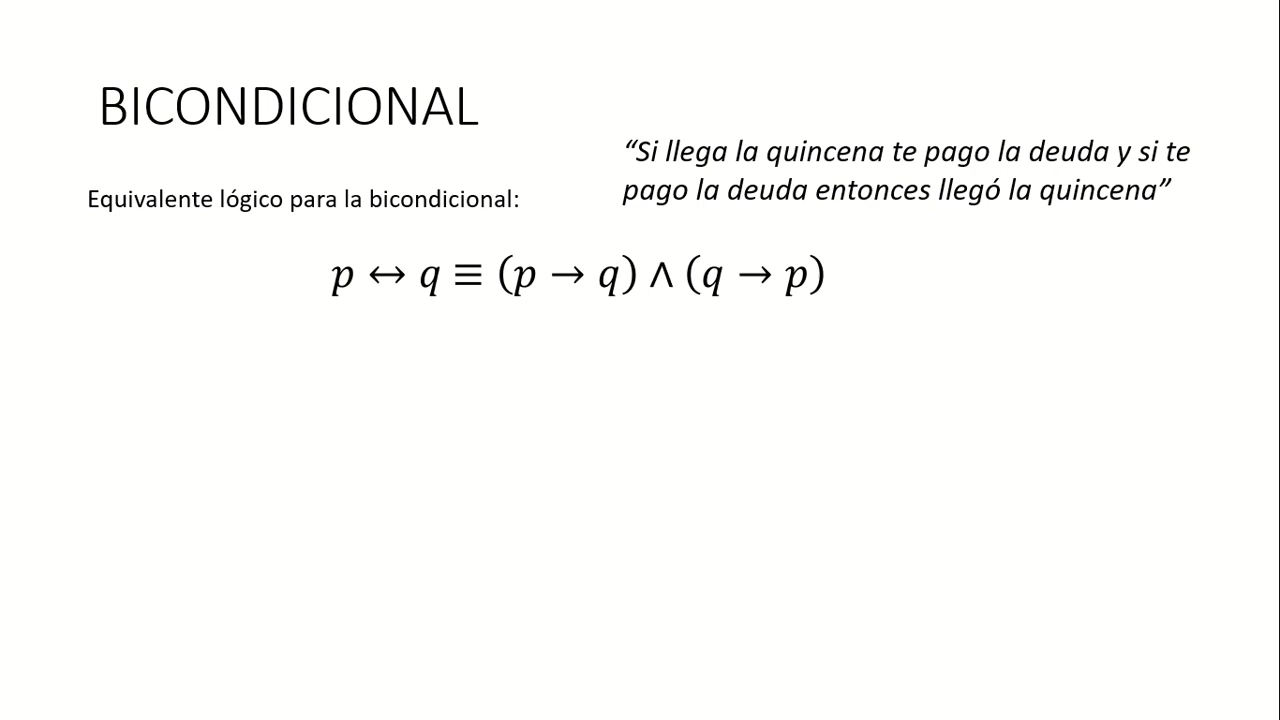 BICONDICIONAL
“Si llega la quincena te pago la deuda y si te
pago la deuda entonces llegó la quincena”
Equivalente lógico para la bicondicional:
𝑝 ↔ 𝑞 ≡ (𝑝 → 𝑞) ∧ (𝑞 → 𝑝)